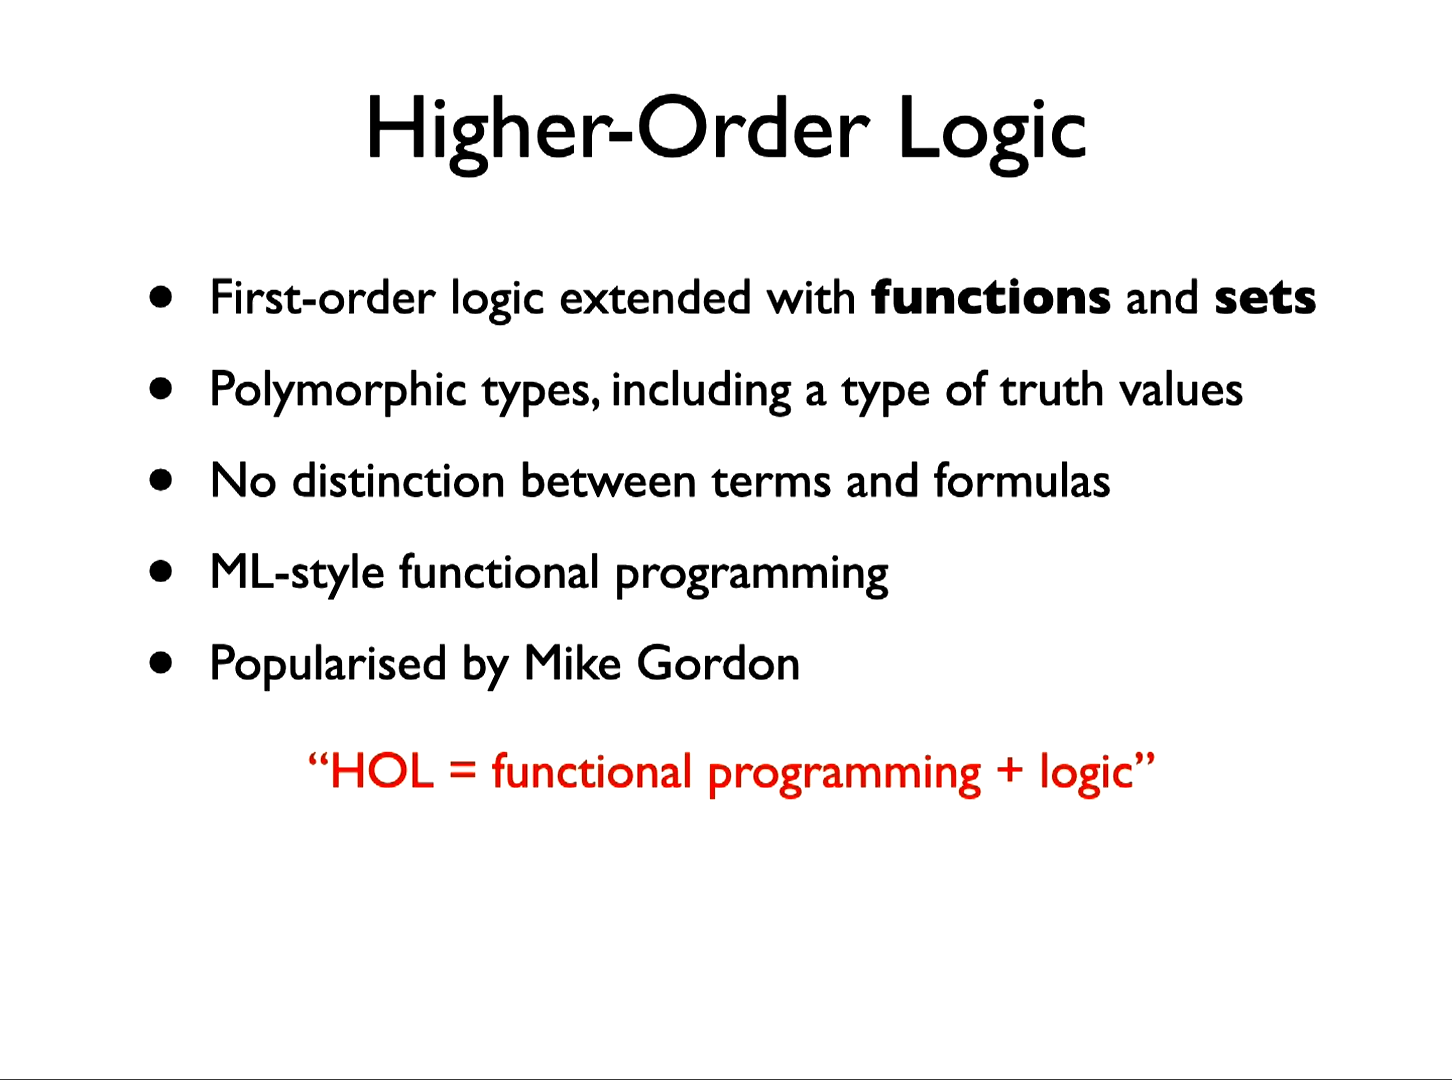 Higher-Order Logic
• First-order logic extended with functions and sets
• Polymorphic types, including a type of truth values
• No distinction between terms and formulas
• ML-style functional programming
• Popularised by Mike Gordon
“HOL = functional programming + logic”